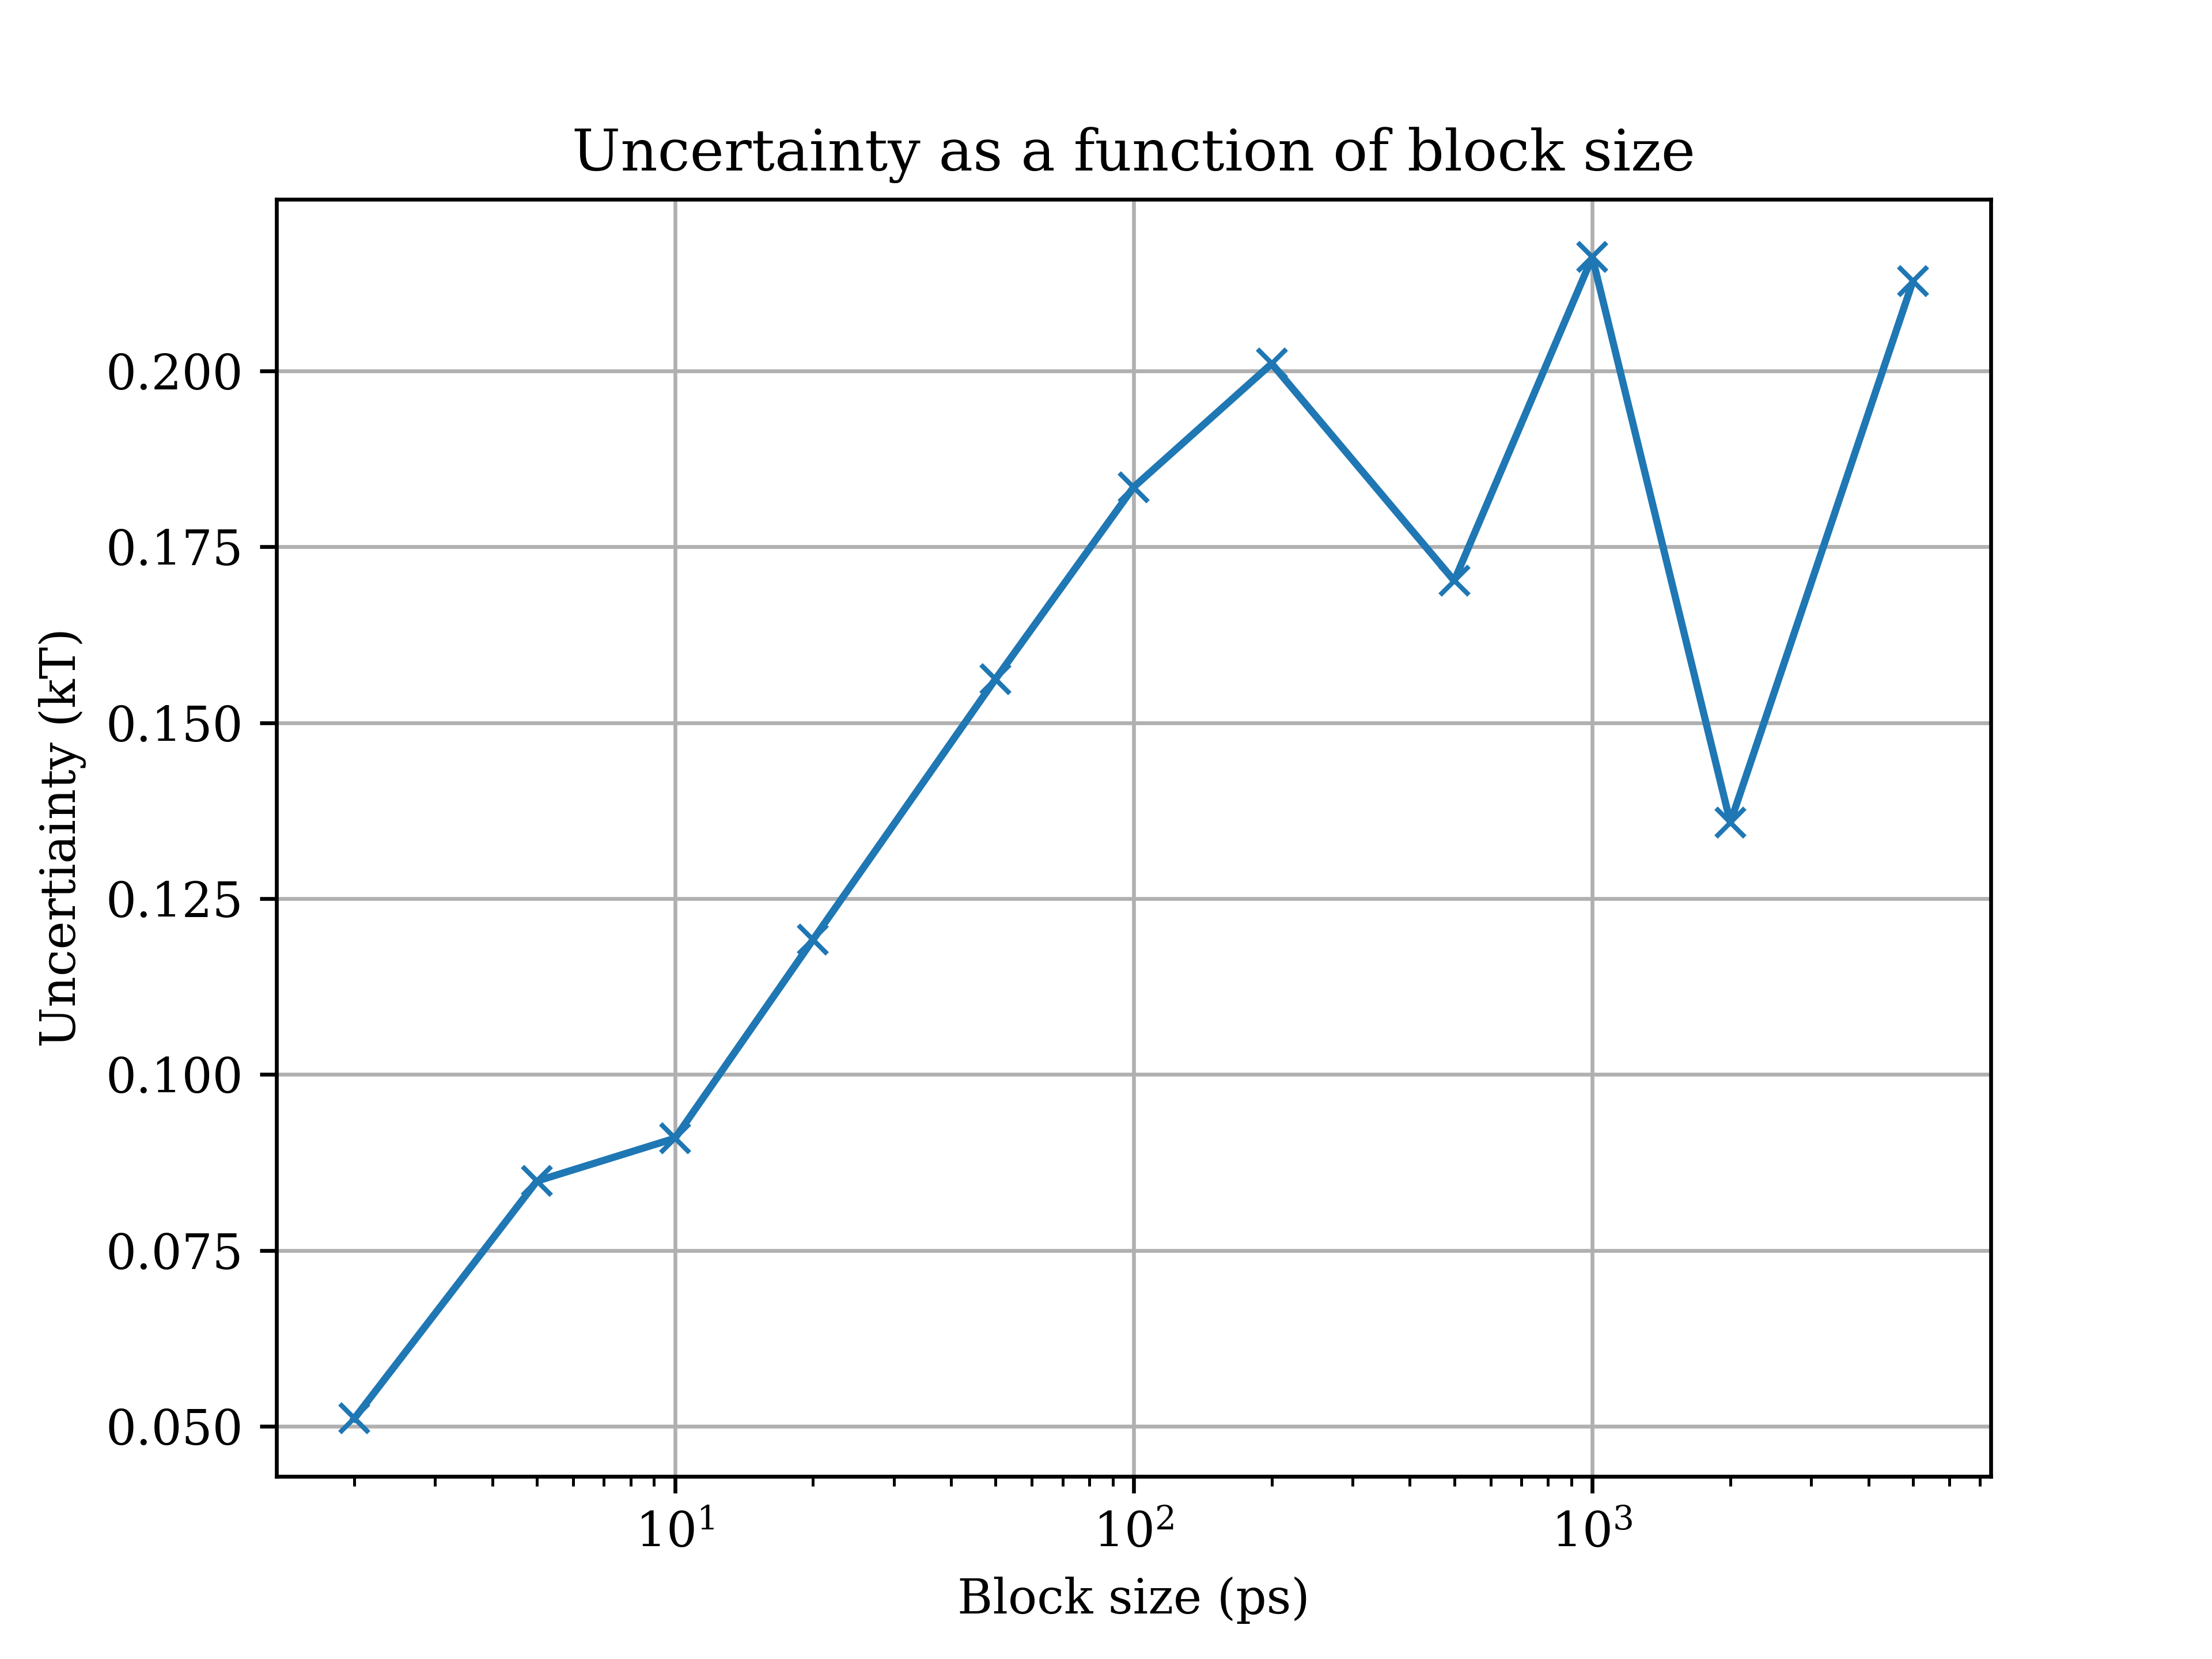 Uncertainty as a function of block size
0.200
0.175
0.150
0.125
0.100
0.075
0.050
Uncertiainty (kT)
10¹ 10² 10³
Block size (ps)